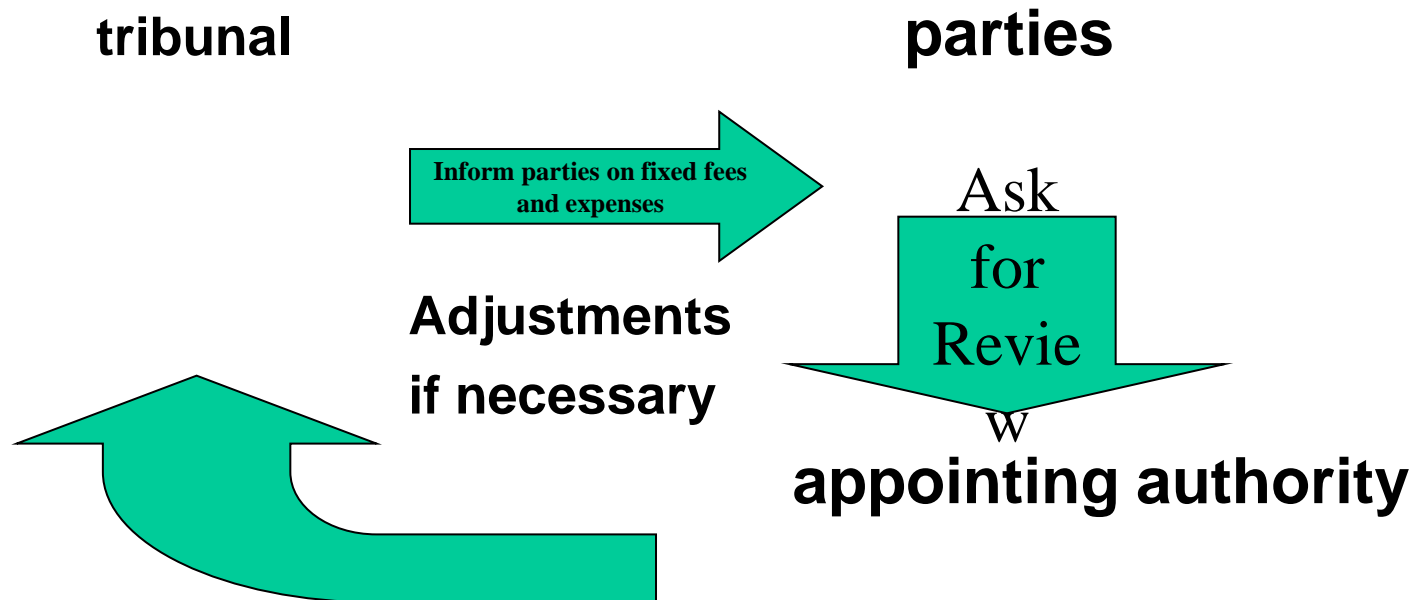 tribunal
parties
Inform parties on fixed fees
and expenses
Ask
for
Revie
w
Adjustments
if necessary
appointing authority